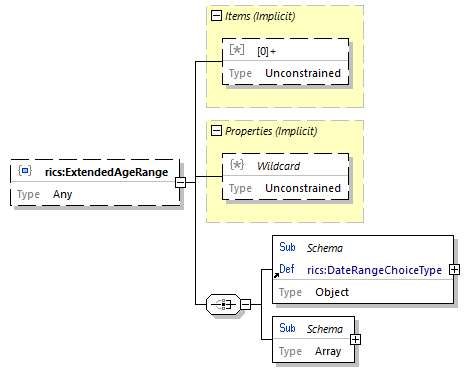 Items (Implicit)
[0]+
Type Unconstrained
Properties (Implicit)
Wildcard
Type Unconstrained
rics:ExtendedAgeRange
Type Any
Sub Schema
Def rics:DateRangeChoiceType
Type Object
Sub Schema
Type Array